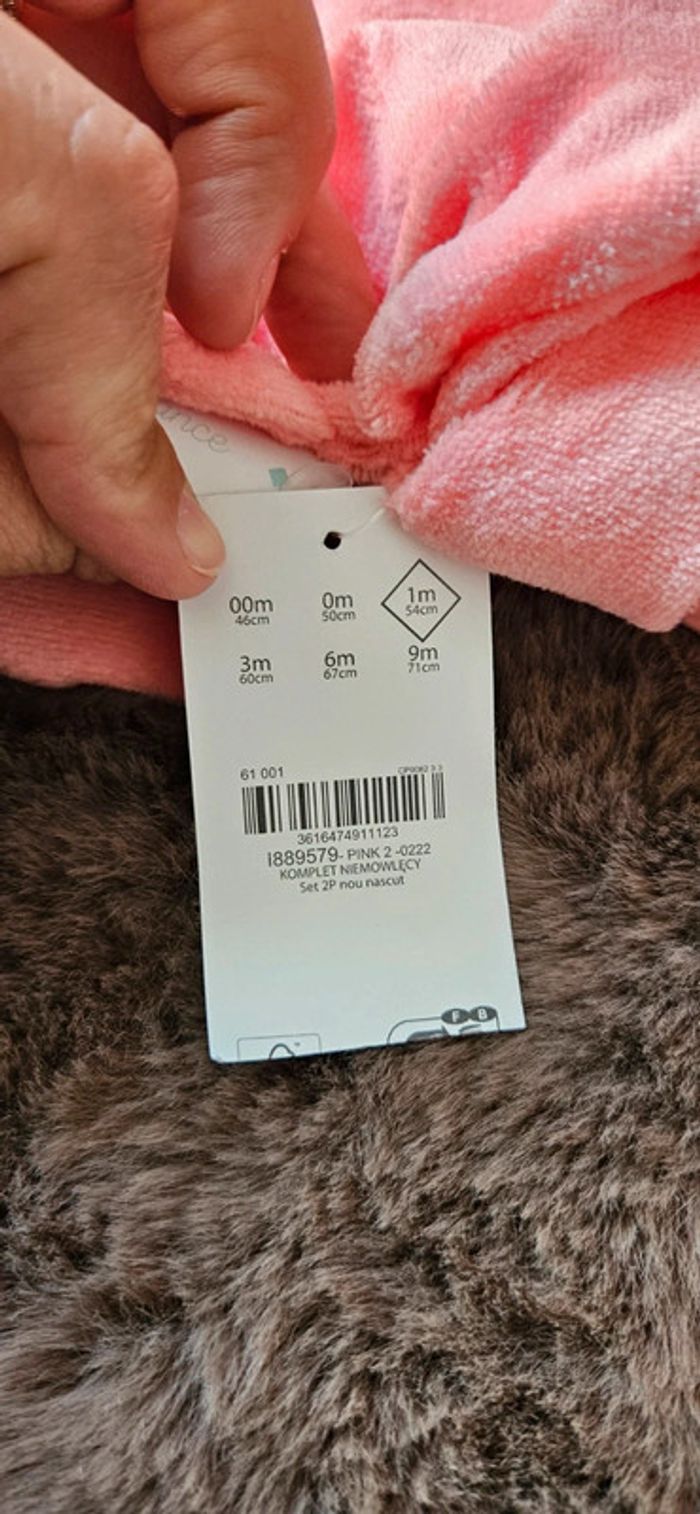 00m 0m 1m
46cm 50cm 54cm
3m 6m 9m
60cm 67cm 71cm
61 001
3616474911123
I889579- PINK 2 -0222
KOMPLET NIEMOWLĘCY
Set 2P nou nascut
F B